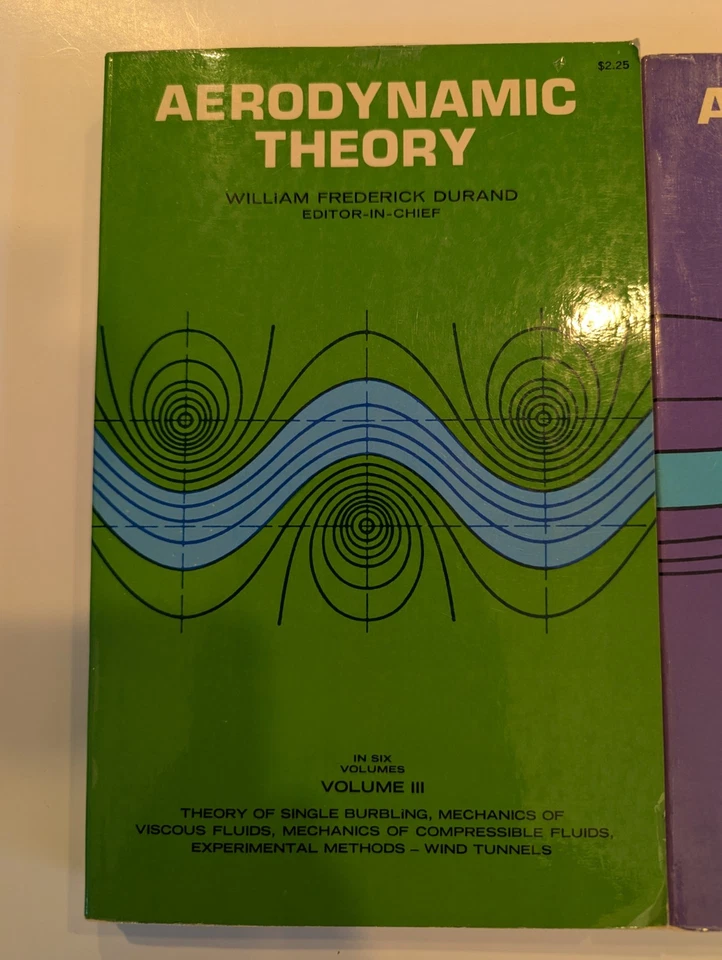 $2.25
AERODYNAMIC
THEORY
WILLIAM FREDERICK DURAND
EDITOR-IN-CHIEF
IN SIX
VOLUMES
VOLUME III
THEORY OF SINGLE BURBLING, MECHANICS OF
VISCOUS FLUIDS, MECHANICS OF COMPRESSIBLE FLUIDS,
EXPERIMENTAL METHODS – WIND TUNNELS
A